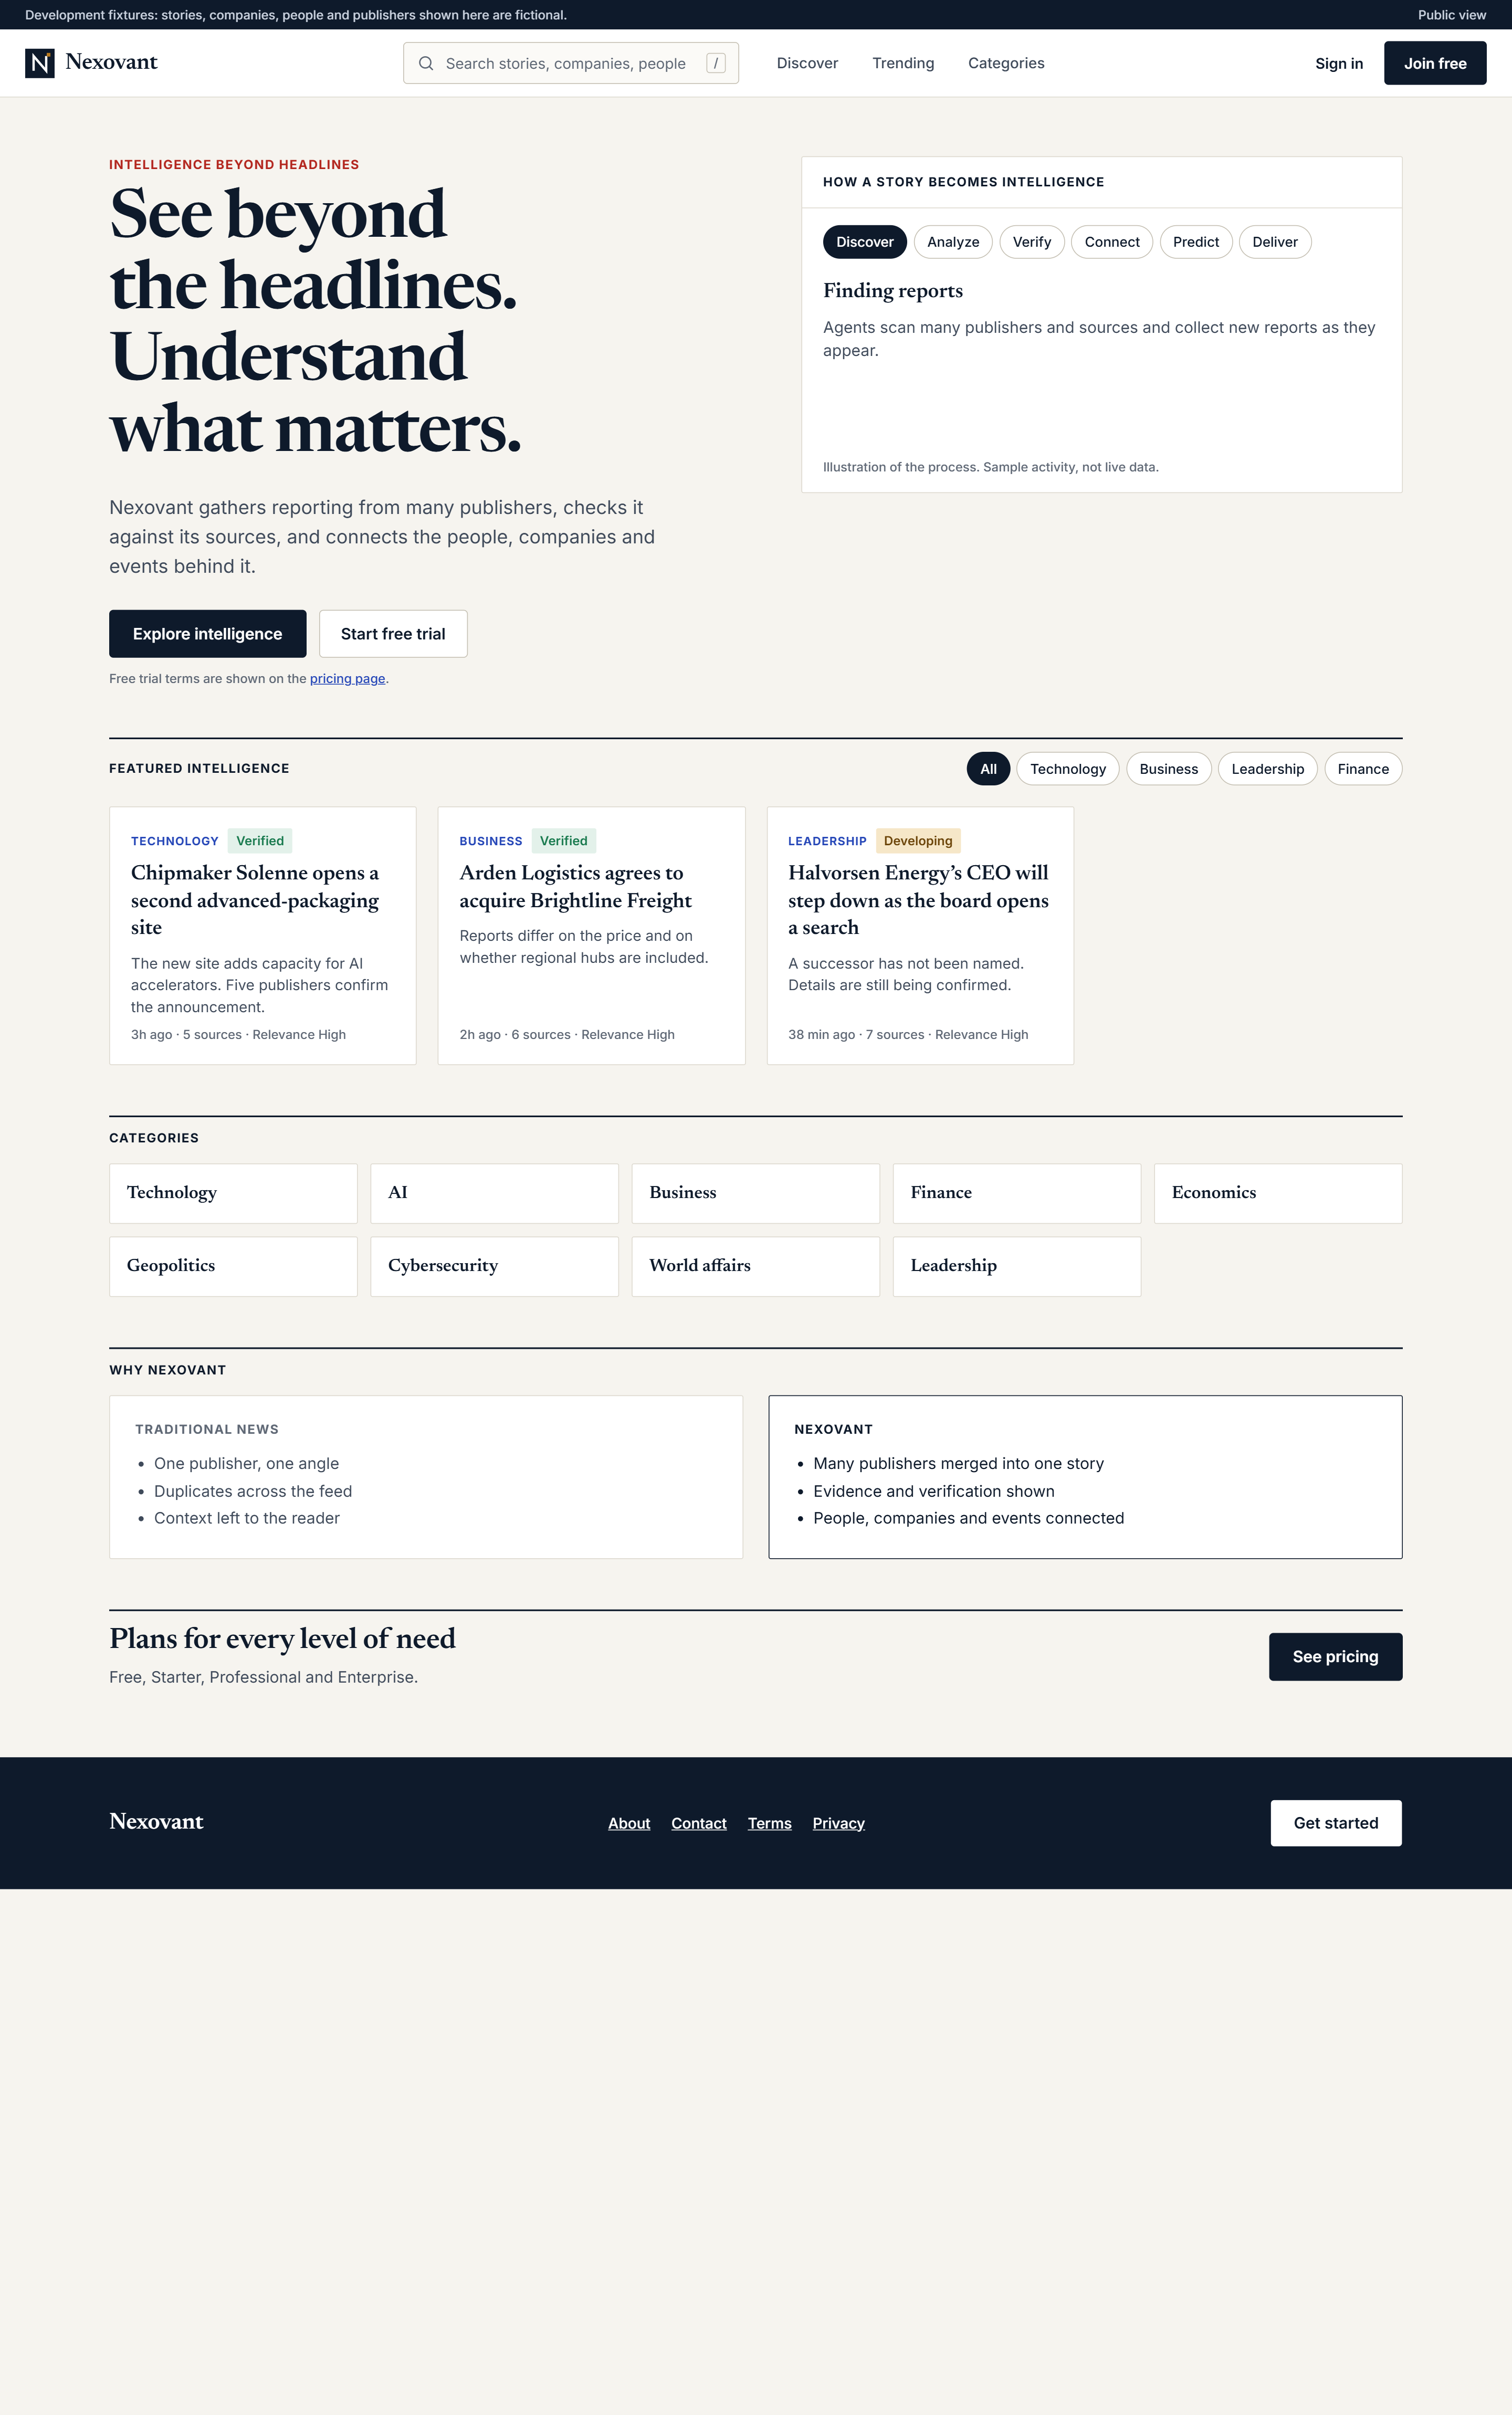 Development fixtures: stories, companies, people and publishers shown here are fictional.
Public view
N Nexovant
Search stories, companies, people /
Discover
Trending
Categories
Sign in
Join free
INTELLIGENCE BEYOND HEADLINES
See beyond
the headlines.
Understand
what matters.
Nexovant gathers reporting from many publishers, checks it
against its sources, and connects the people, companies and
events behind it.
Explore intelligence
Start free trial
Free trial terms are shown on the pricing page.
HOW A STORY BECOMES INTELLIGENCE
Discover
Analyze
Verify
Connect
Predict
Deliver
Finding reports
Agents scan many publishers and sources and collect new reports as they
appear.
Illustration of the process. Sample activity, not live data.
FEATURED INTELLIGENCE
All
Technology
Business
Leadership
Finance
TECHNOLOGY Verified
Chipmaker Solenne opens a
second advanced-packaging
site
The new site adds capacity for AI
accelerators. Five publishers confirm
the announcement.
3h ago · 5 sources · Relevance High
BUSINESS Verified
Arden Logistics agrees to
acquire Brightline Freight
Reports differ on the price and on
whether regional hubs are included.
2h ago · 6 sources · Relevance High
LEADERSHIP Developing
Halvorsen Energy’s CEO will
step down as the board opens
a search
A successor has not been named.
Details are still being confirmed.
38 min ago · 7 sources · Relevance High
CATEGORIES
Technology
AI
Business
Finance
Economics
Geopolitics
Cybersecurity
World affairs
Leadership
WHY NEXOVANT
TRADITIONAL NEWS
• One publisher, one angle
• Duplicates across the feed
• Context left to the reader
NEXOVANT
• Many publishers merged into one story
• Evidence and verification shown
• People, companies and events connected
Plans for every level of need
Free, Starter, Professional and Enterprise.
See pricing
Nexovant
About
Contact
Terms
Privacy
Get started